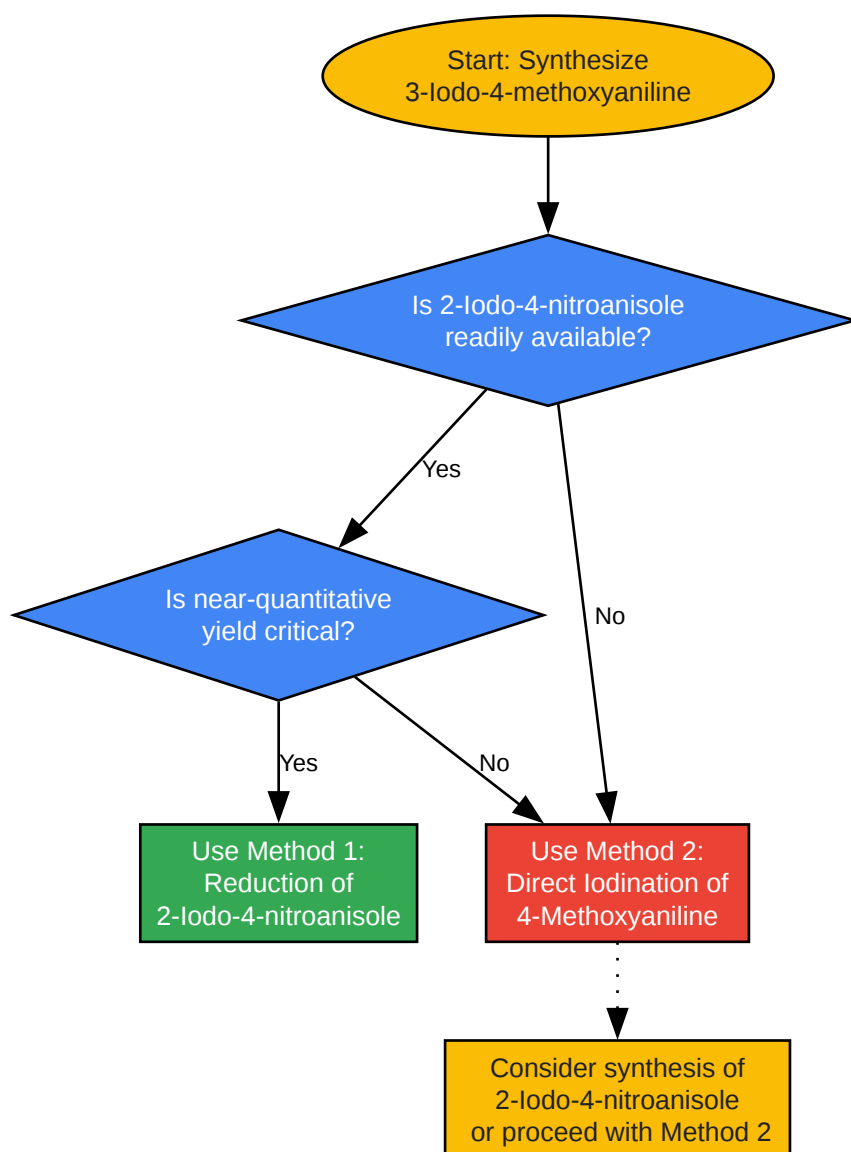 Start: Synthesize
3-Iodo-4-methoxyaniline
Is 2-Iodo-4-nitroanisole
readily available?
Yes
Is near-quantitative
yield critical?
No
Yes
No
Use Method 1:
Reduction of
2-Iodo-4-nitroanisole
Use Method 2:
Direct Iodination of
4-Methoxyaniline
Consider synthesis of
2-Iodo-4-nitroanisole
or proceed with Method 2